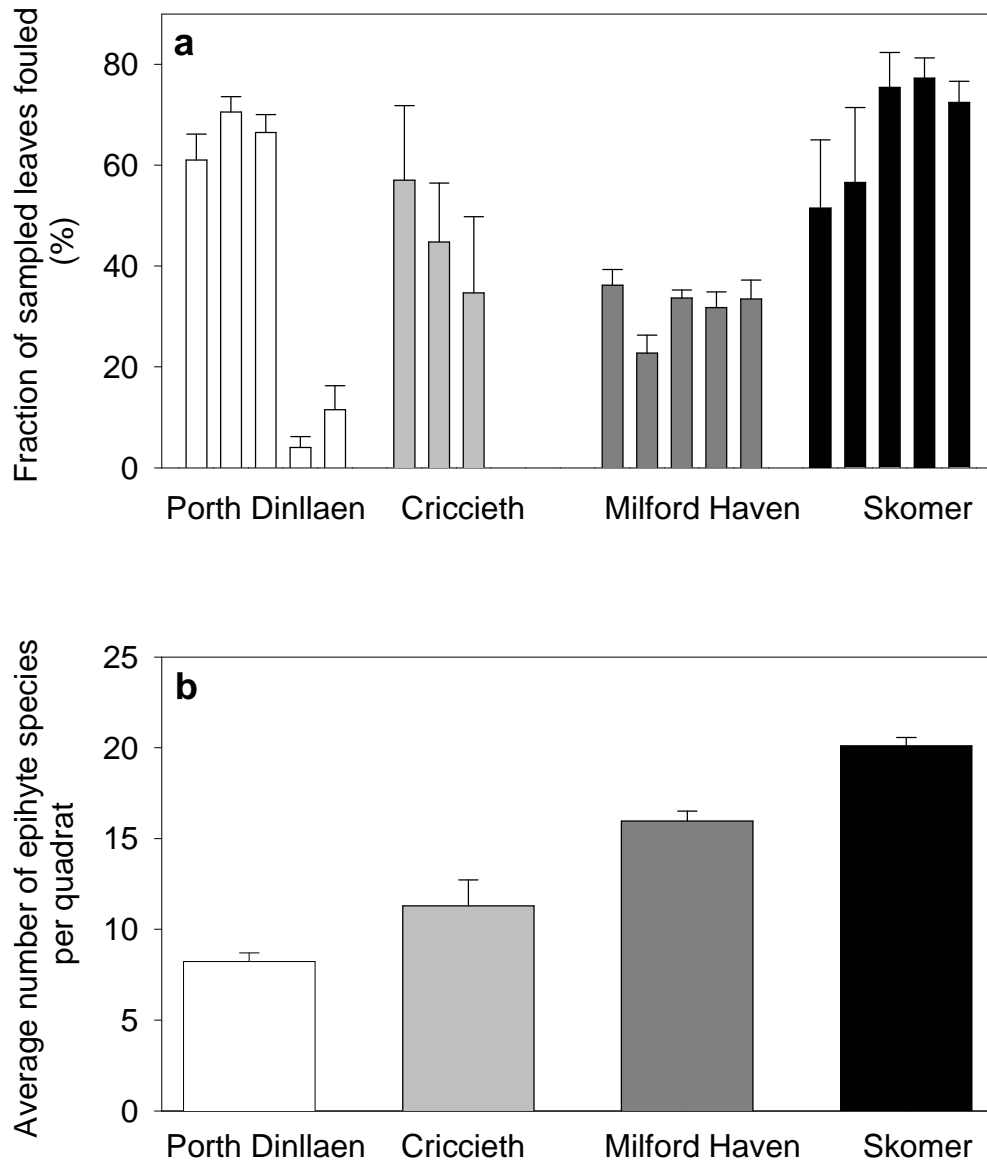 a
Fraction of sampled leaves fouled
(%)
80
60
40
20
0
Porth Dinllaen Criccieth Milford Haven Skomer
b
Average number of epihyte species
per quadrat
25
20
15
10
5
0
Porth Dinllaen Criccieth Milford Haven Skomer